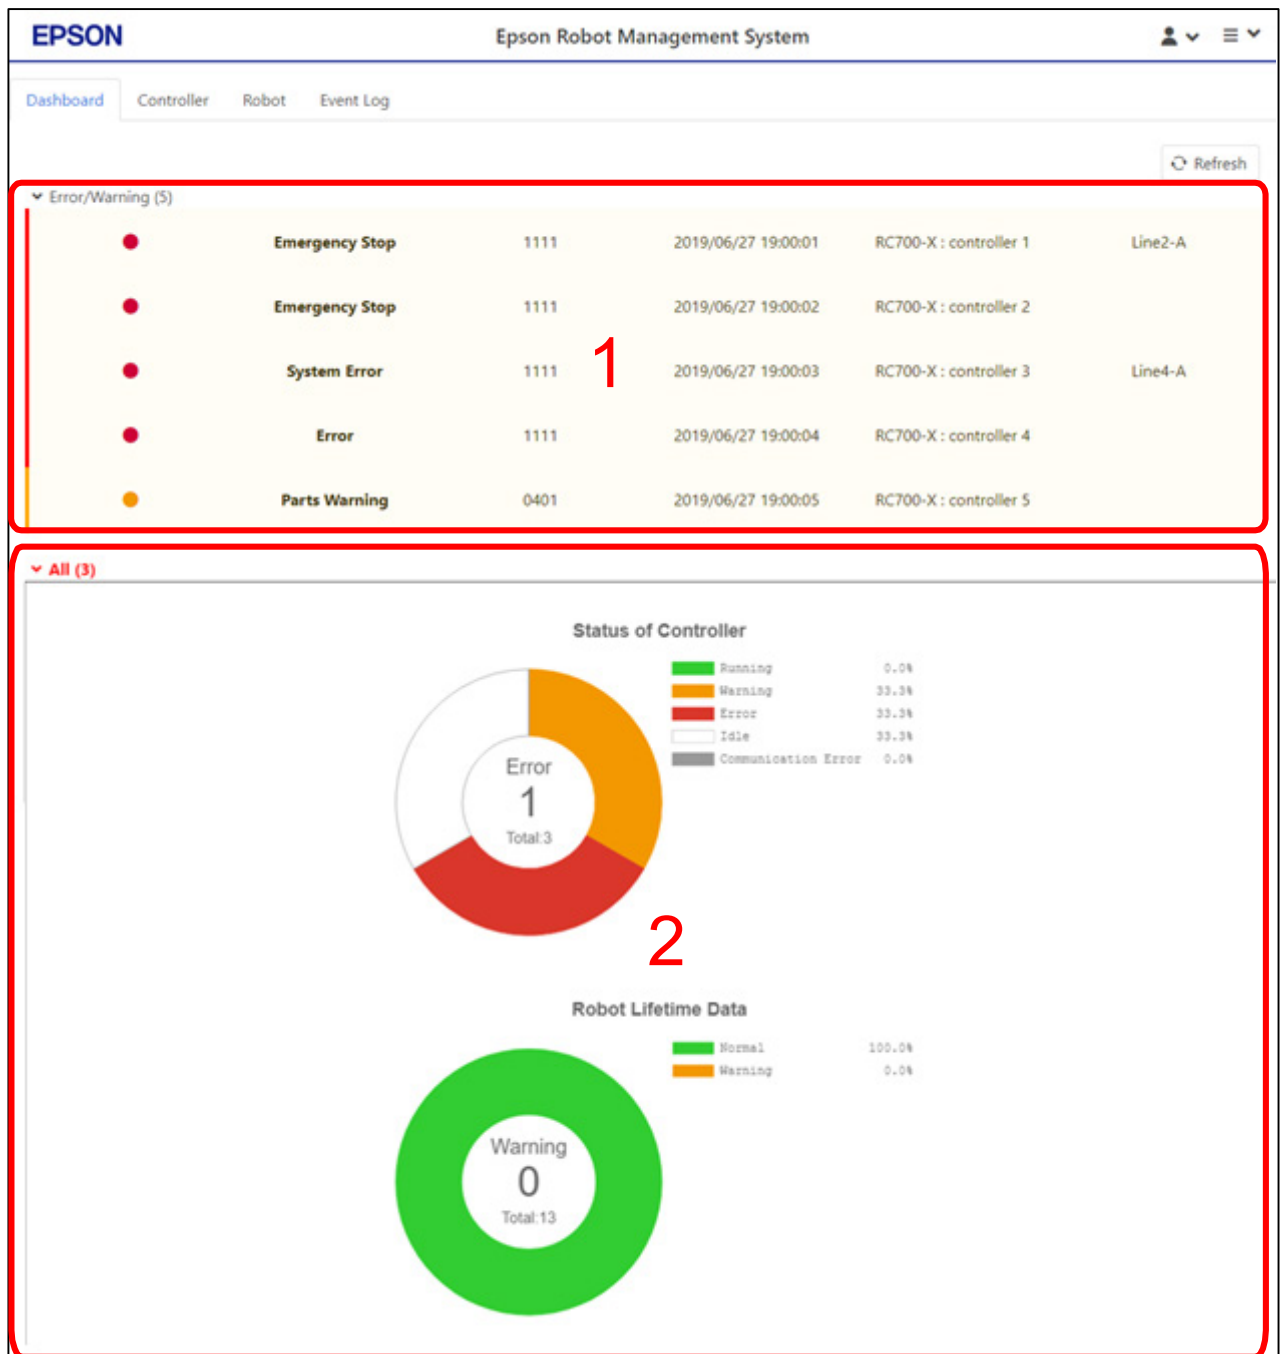 EPSON Epson Robot Management System
Dashboard Controller Robot Event Log
Refresh
Error/Warning (5)
Emergency Stop 1111 2019/06/27 19:00:01 RC700-X : controller 1 Line2-A
Emergency Stop 1111 2019/06/27 19:00:02 RC700-X : controller 2
1
System Error 1111 2019/06/27 19:00:03 RC700-X : controller 3 Line4-A
Error 1111 2019/06/27 19:00:04 RC700-X : controller 4
Parts Warning 0401 2019/06/27 19:00:05 RC700-X : controller 5
All (3)
Status of Controller
Running 0.0%
Warning 33.3%
Error 33.3%
Idle 33.3%
Communication Error 0.0%
Error
1
Total:3
2
Robot Lifetime Data
Normal 100.0%
Warning 0.0%
Warning
0
Total:13